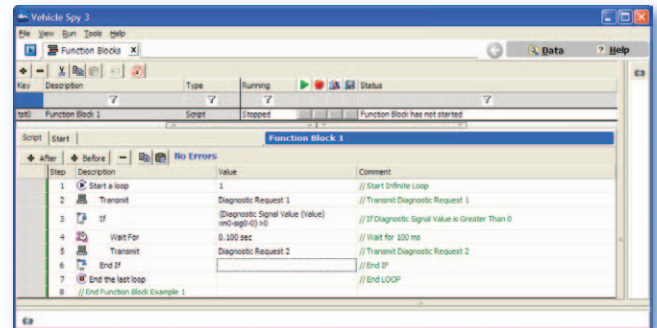 Vehicle Spy 3
File View Run Tools Help
Function Blocks X
Data ? Help
Key Description Type Running Status
tst0 Function Block 1 Script Stopped Function Block has not started
Script Start Function Block 1
After Before No Errors
Step Description Value Comment
1 Start a loop 1 // Start Infinite Loop
2 Transmit Diagnostic Request 1 // Transmit Diagnostic Request 1
3 If {Diagnostic Signal Value (Value) :in0-sig0-0} >0 // If Diagnostic Signal Value is Greater Than 0
4 Wait For 0.100 sec // Wait for 100 ms
5 Transmit Diagnostic Request 2 // Transmit Diagnostic Request 2
6 End If // End IF
7 End the last loop // End LOOP
8 // End Function Block Example 1